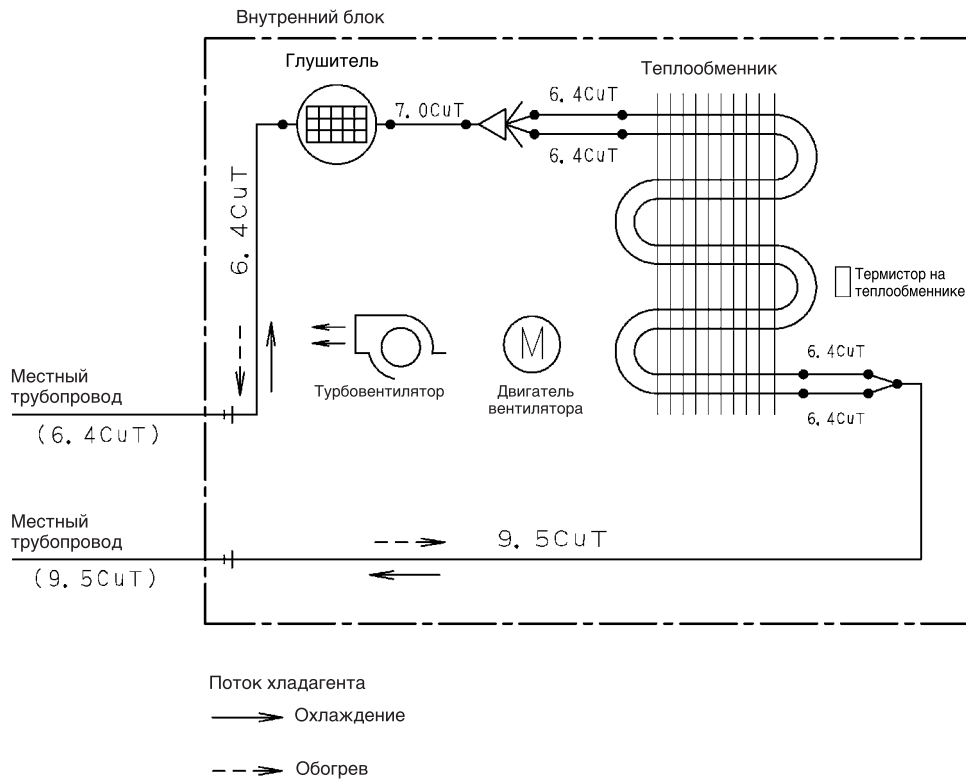 Внутренний блок
Глушитель
Теплообменник
7.0CuT
6.4CuT
6.4CuT
6.4CuT
Термистор на
теплообменнике
M
Турбовентилятор
Двигатель
вентилятора
6.4CuT
6.4CuT
Местный
трубопровод
(6.4CuT)
Местный
трубопровод
(9.5CuT)
9.5CuT
Поток хладагента
Охлаждение
Обогрев